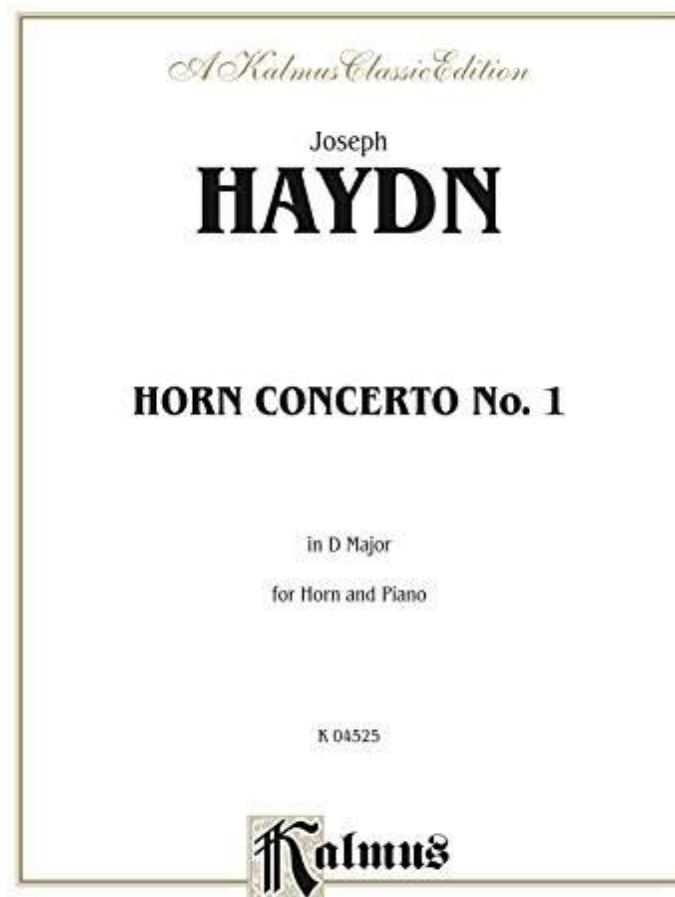 A Kalmus Classic Edition
Joseph
HAYDN
HORN CONCERTO No. 1
in D Major
for Horn and Piano
K 04525
Kalmus